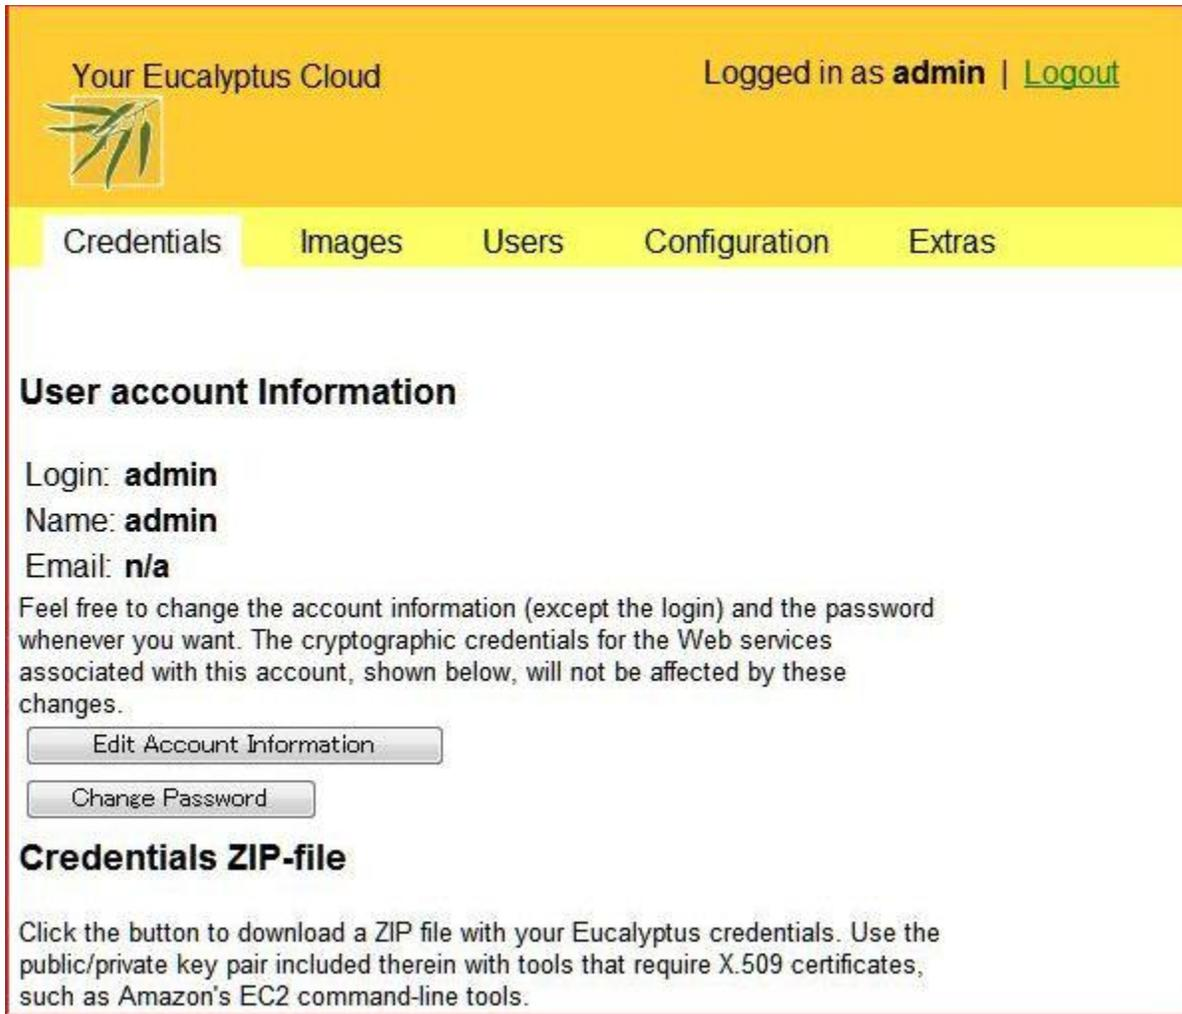 Your Eucalyptus Cloud
Logged in as admin | Logout
Credentials Images Users Configuration Extras
User account Information
Login: admin
Name: admin
Email: n/a
Feel free to change the account information (except the login) and the password
whenever you want. The cryptographic credentials for the Web services
associated with this account, shown below, will not be affected by these
changes.
Edit Account Information
Change Password
Credentials ZIP-file
Click the button to download a ZIP file with your Eucalyptus credentials. Use the
public/private key pair included therein with tools that require X.509 certificates,
such as Amazon's EC2 command-line tools.